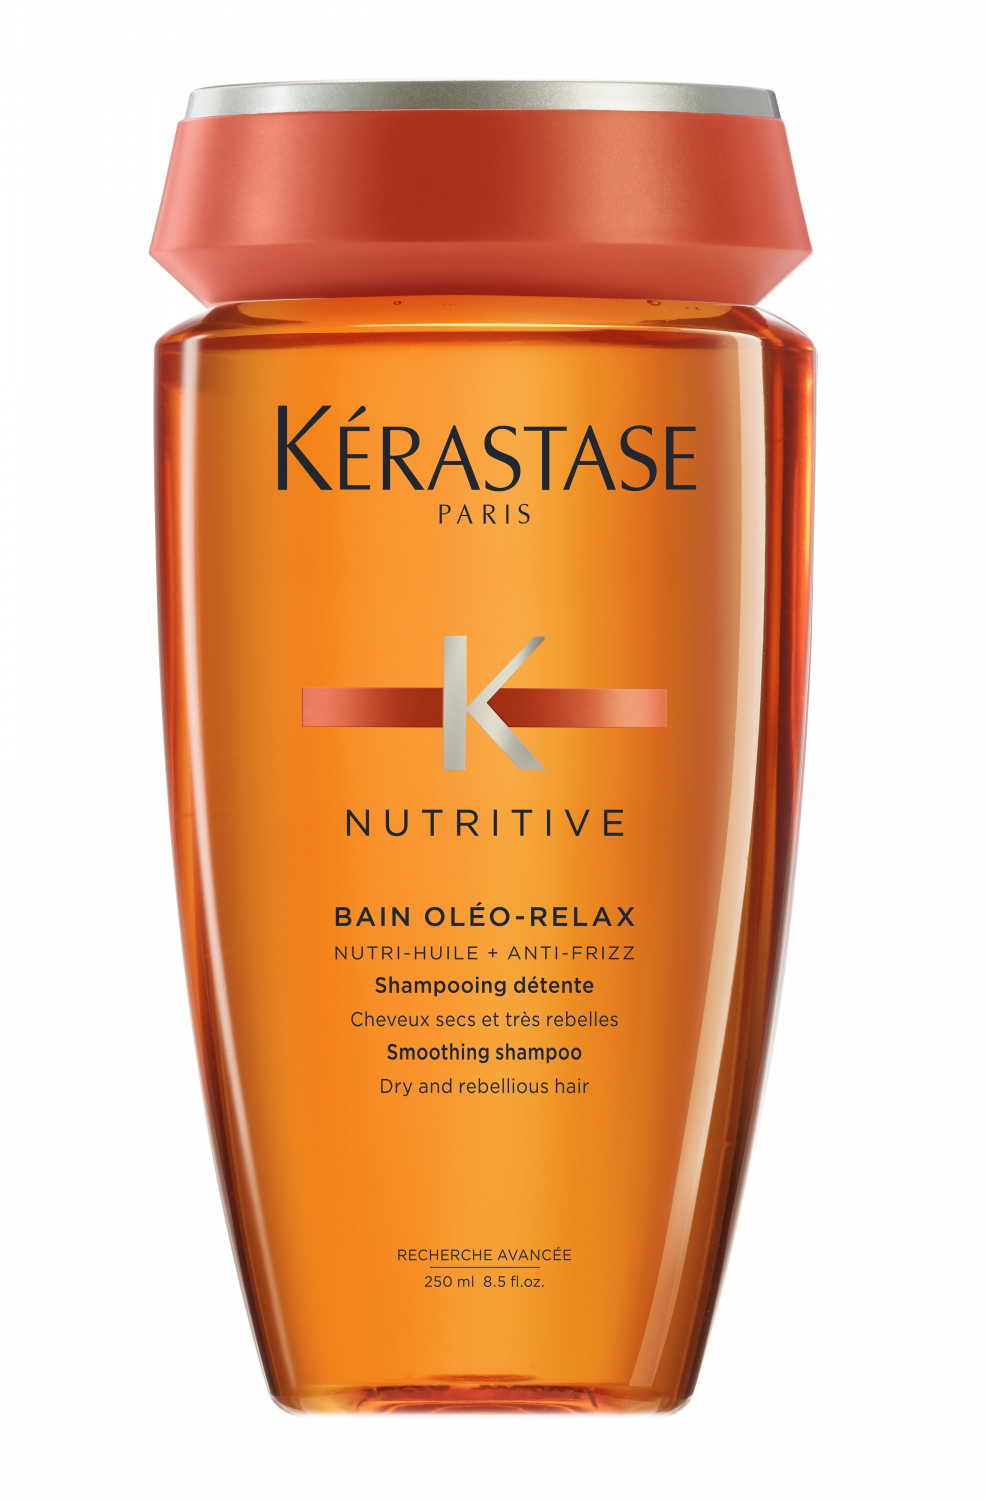 KÉRASTASE
PARIS
K
NUTRITIVE
BAIN OLÉO-RELAX
NUTRI-HUILE + ANTI-FRIZZ
Shampooing détente
Cheveux secs et très rebelles
Smoothing shampoo
Dry and rebellious hair
RECHERCHE AVANCÉE
250 ml 8.5 fl.oz.